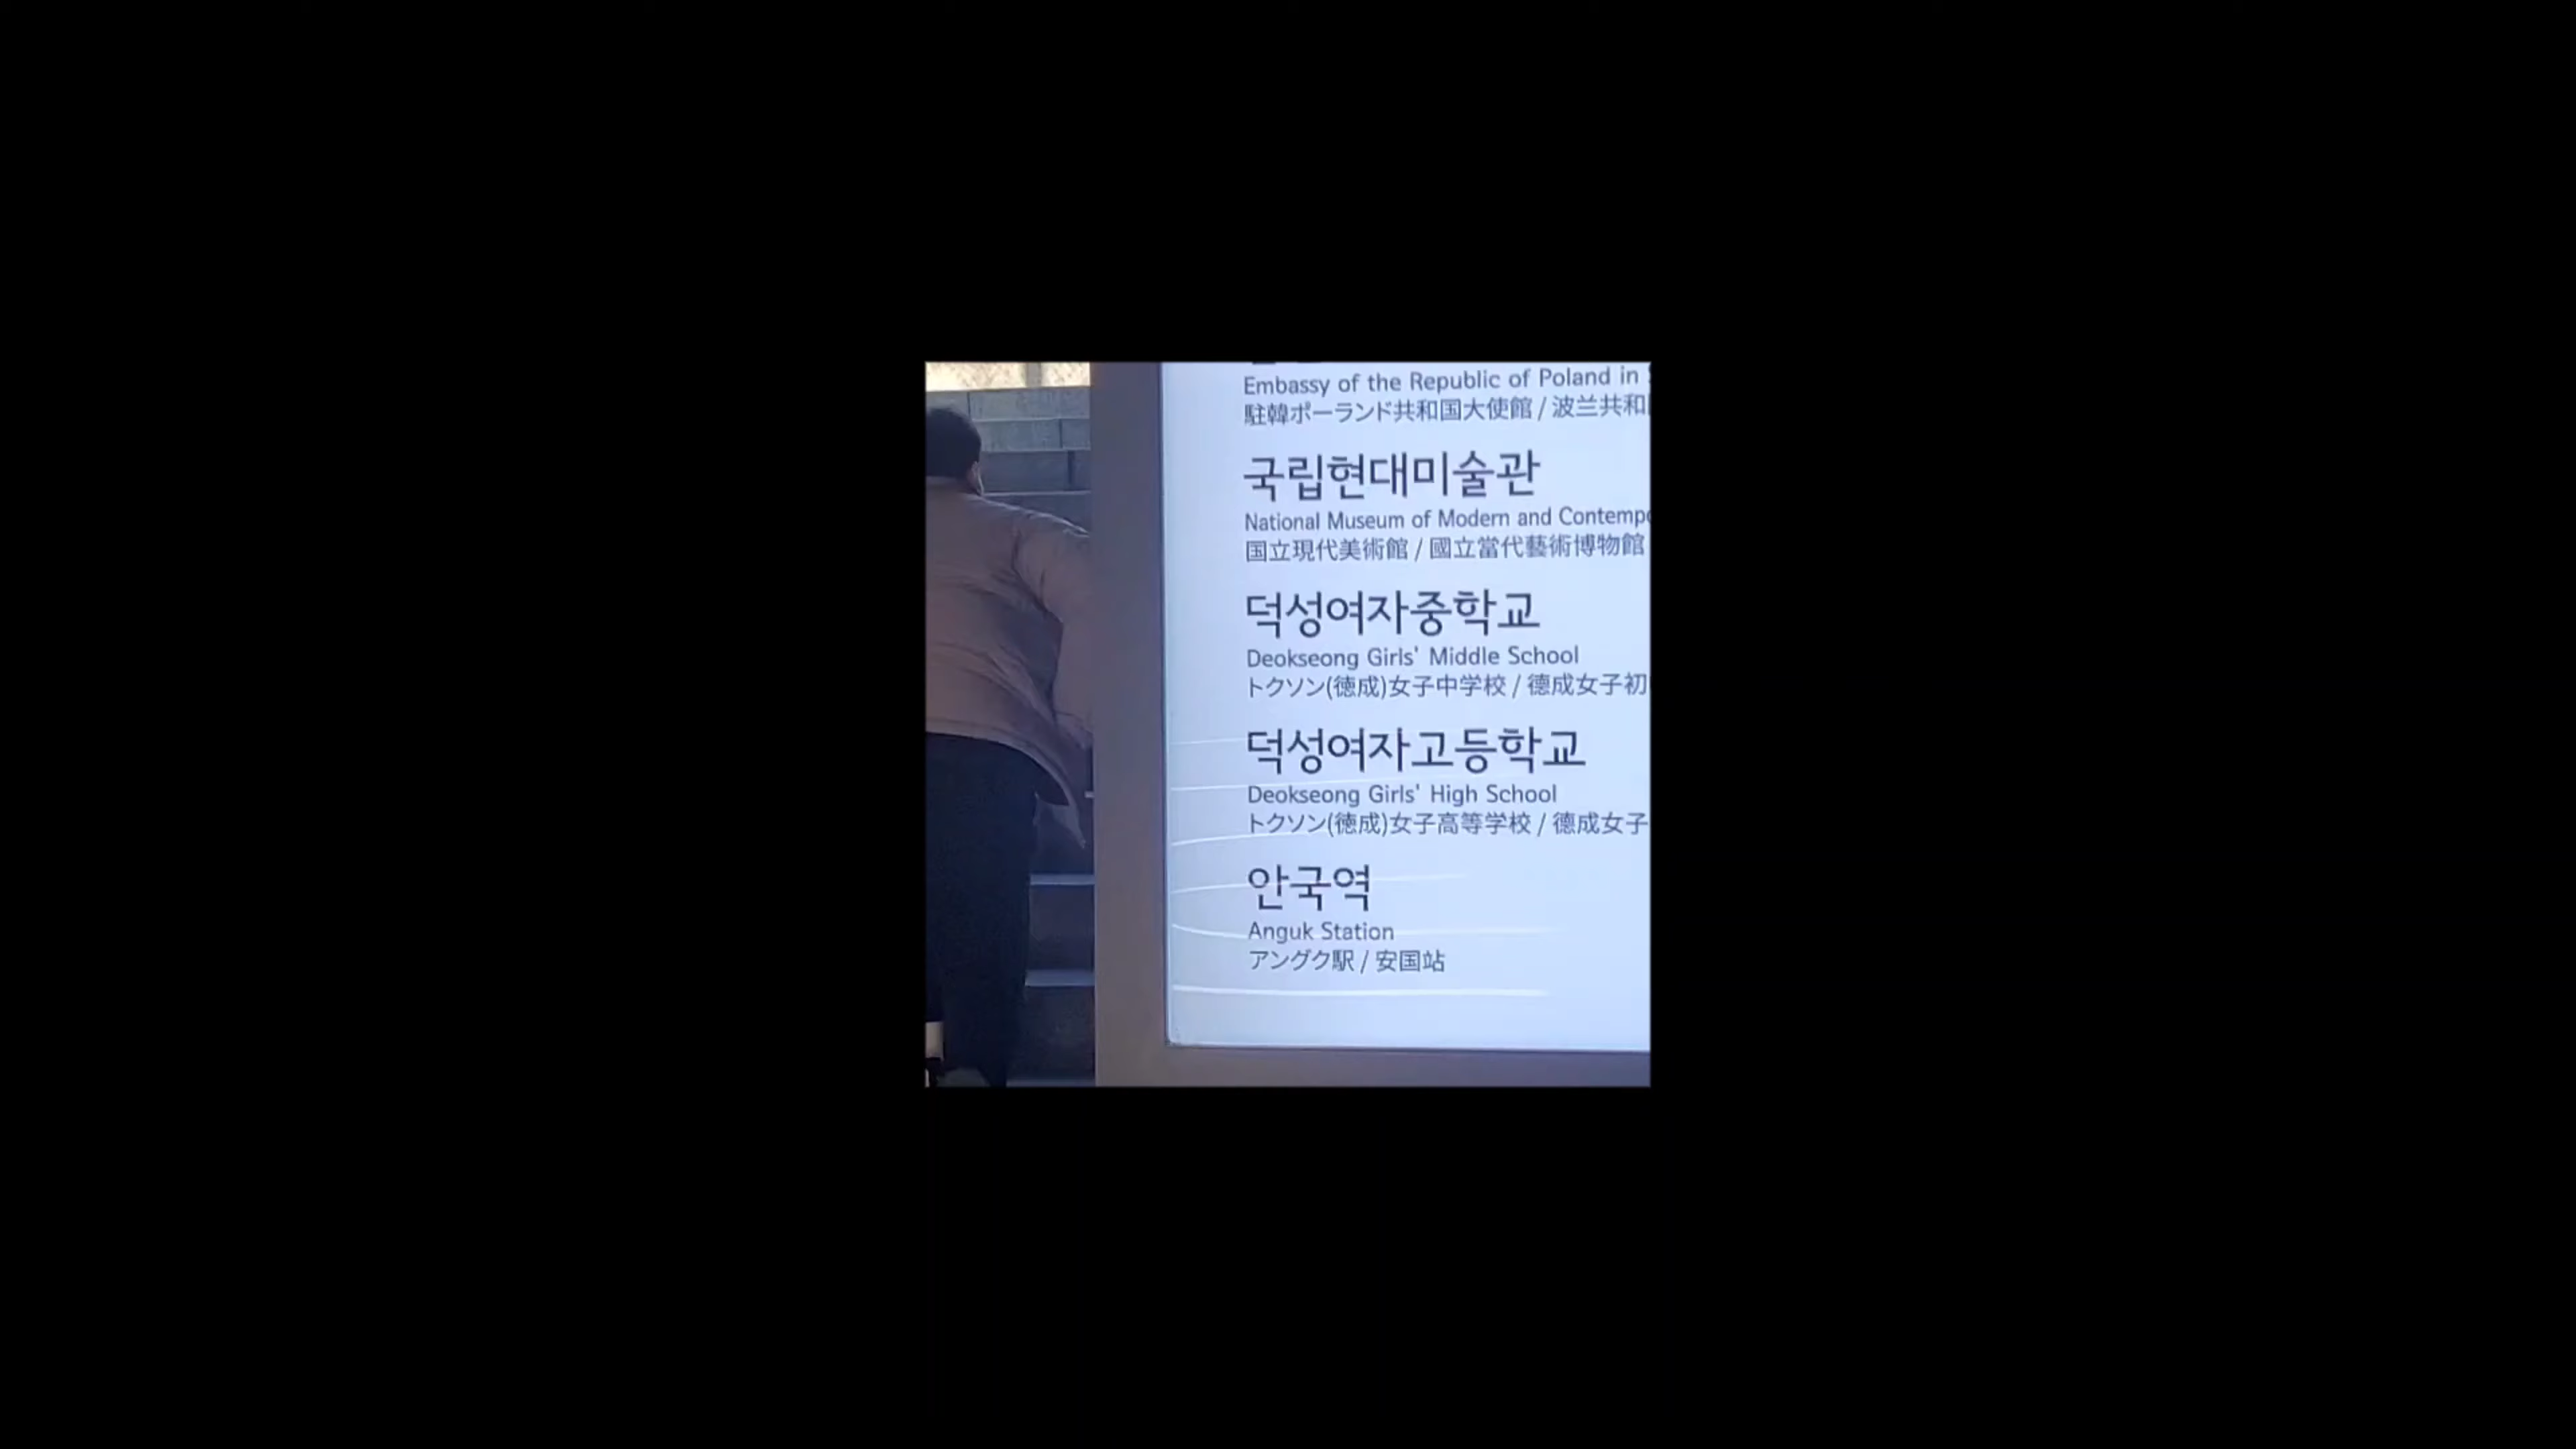 Embassy of the Republic of Poland in
駐韓ポーランド共和国大使館 / 波兰共和
국립현대미술관
National Museum of Modern and Contempo
国立現代美術館 / 國立當代藝術博物館
덕성여자중학교
Deokseong Girls' Middle School
トクソン(徳成)女子中学校 / 德成女子初
덕성여자고등학교
Deokseong Girls' High School
トクソン(徳成)女子高等学校 / 德成女子
안국역
Anguk Station
アングク駅 / 安国站